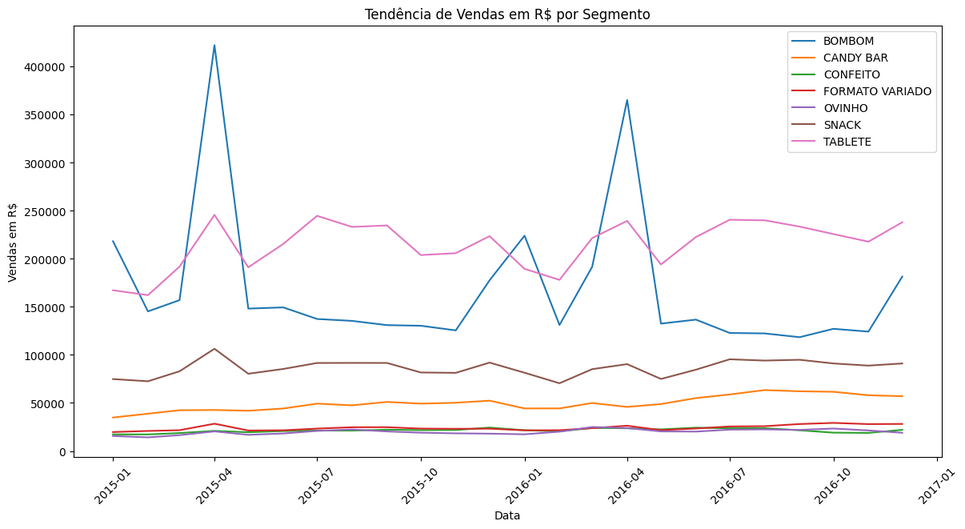 Tendência de Vendas em R$ por Segmento
Vendas em R$
400000
350000
300000
250000
200000
150000
100000
50000
0
BOMBOM
CANDY BAR
CONFEITO
FORMATO VARIADO
OVINHO
SNACK
TABLETE
2015-01
2015-04
2015-07
2015-10
2016-01
2016-04
2016-07
2016-10
2017-01
Data